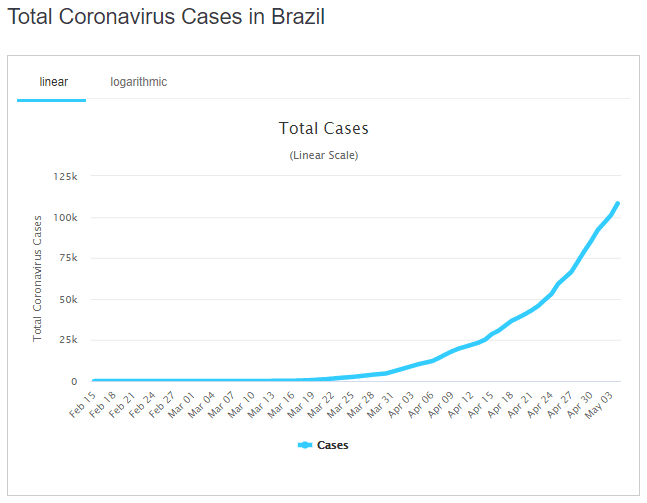 Total Coronavirus Cases in Brazil
linear logarithmic
Total Cases
(Linear Scale)
Total Coronavirus Cases
125k
100k
75k
50k
25k
0
Feb 15 Feb 18 Feb 21 Feb 24 Feb 27 Mar 01 Mar 04 Mar 07 Mar 10 Mar 13 Mar 16 Mar 19 Mar 22 Mar 25 Mar 28 Mar 31 Apr 03 Apr 06 Apr 09 Apr 12 Apr 15 Apr 18 Apr 21 Apr 24 Apr 27 Apr 30 May 03
Cases